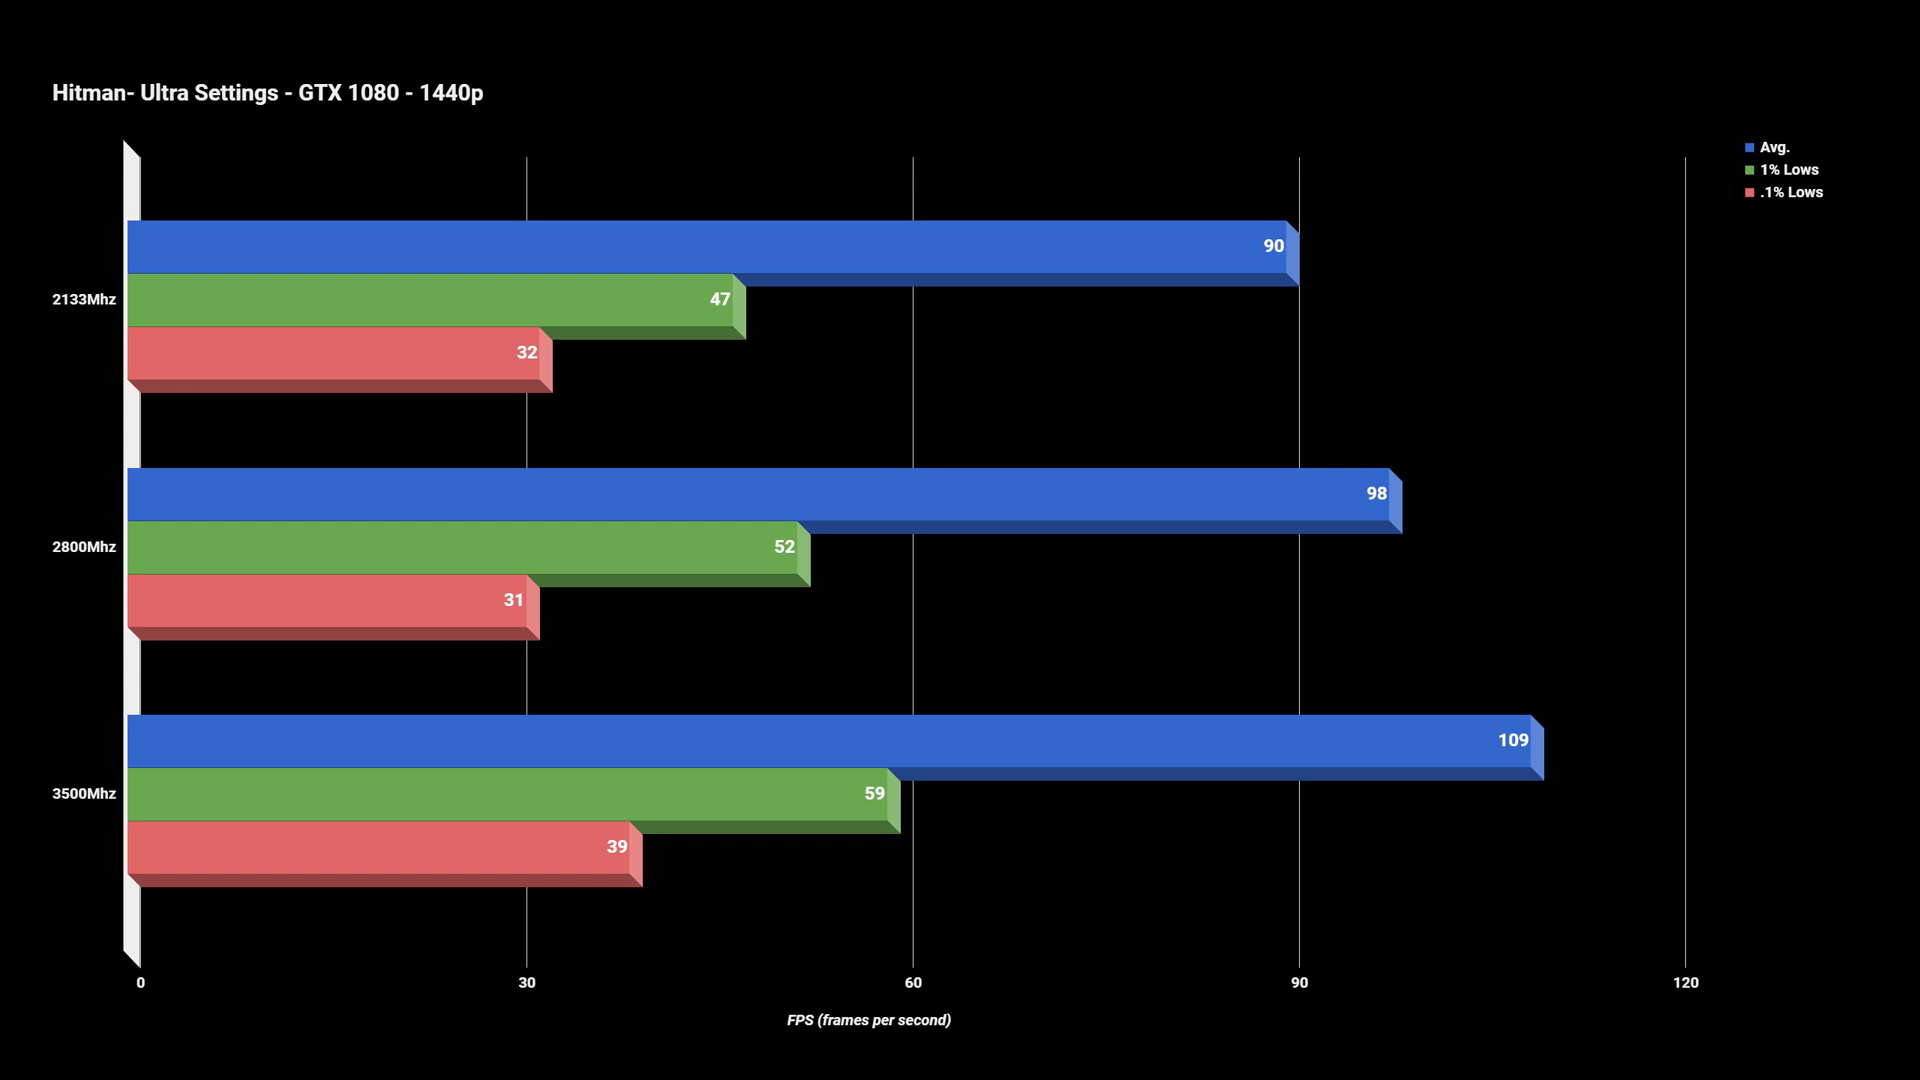 Hitman- Ultra Settings - GTX 1080 - 1440p
Avg.
1% Lows
.1% Lows
90
2133Mhz
47
32
98
2800Mhz
52
31
109
3500Mhz
59
39
0 30 60 90 120
FPS (frames per second)